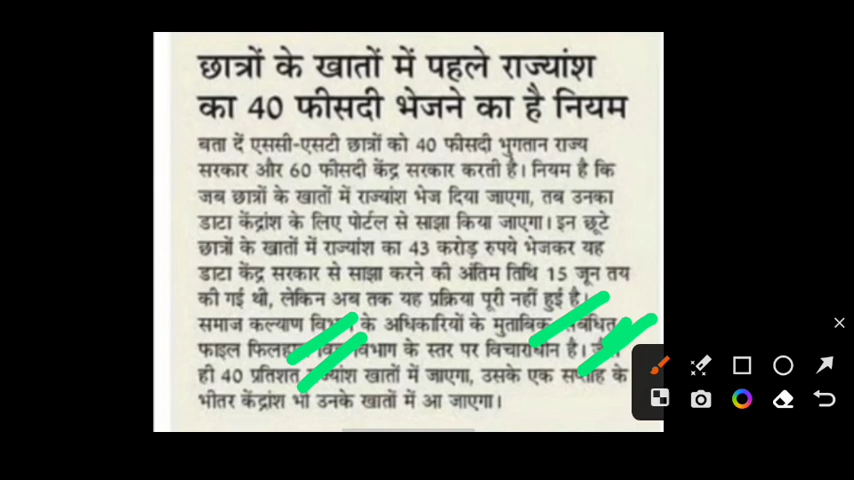 छात्रों के खातों में पहले राज्यांश
का 40 फीसदी भेजने का है नियम
बता दें एससी-एसटी छात्रों को 40 फीसदी भुगतान राज्य
सरकार और 60 फीसदी केंद्र सरकार करती है। नियम है कि
जब छात्रों के खातों में राज्यांश भेज दिया जाएगा, तब उनका
डाटा केंद्रांश के लिए पोर्टल से साझा किया जाएगा। इन छूटे
छात्रों के खातों में राज्यांश का 43 करोड़ रुपये भेजकर यह
डाटा केंद्र सरकार से साझा करने की अंतिम तिथि 15 जून तय
की गई थी, लेकिन अब तक यह प्रक्रिया पूरी नहीं हुई है।
समाज कल्याण के अधिकारियों के मुताबिक
फाइल विभाग के स्तर पर विचाराधीन है।
ही 40 प्रतिशत खातों में जाएगा, उसके एक सप्ताह के
भीतर केंद्रांश भी उनके खातों में आ जाएगा।